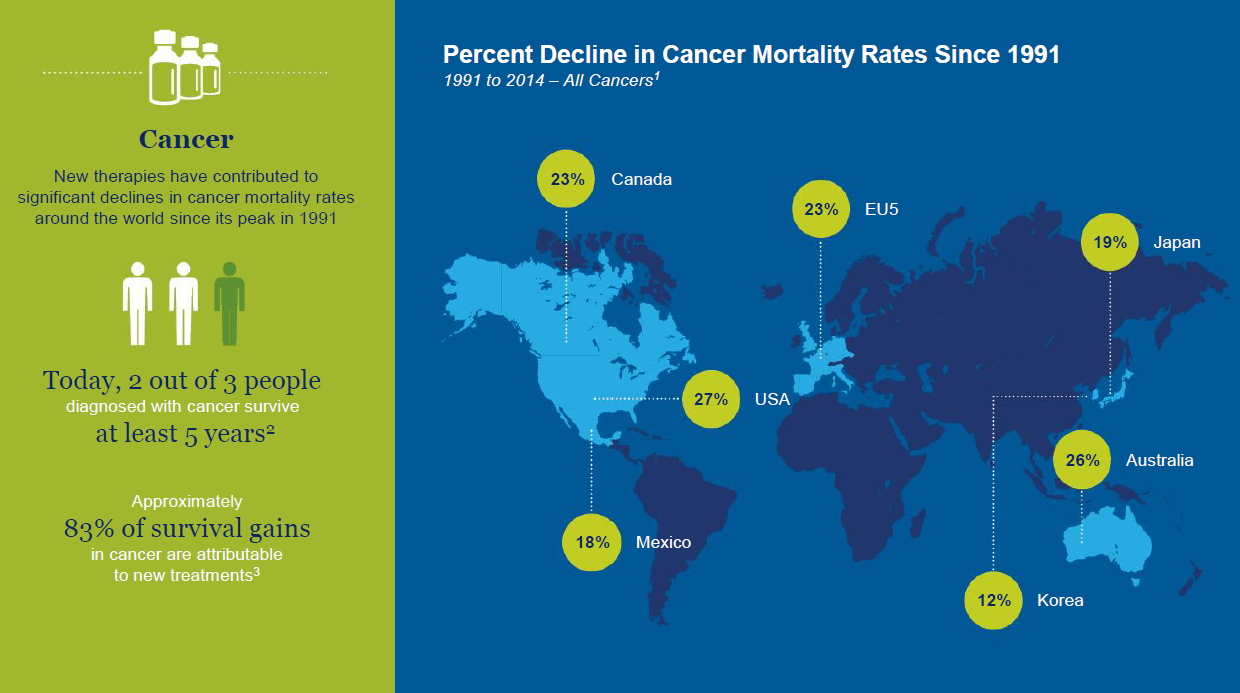 Cancer
New therapies have contributed to
significant declines in cancer mortality rates
around the world since its peak in 1991
Today, 2 out of 3 people
diagnosed with cancer survive
at least 5 years²
Approximately
83% of survival gains
in cancer are attributable
to new treatments³
Percent Decline in Cancer Mortality Rates Since 1991
1991 to 2014 – All Cancers¹
23% Canada
23% EU5
19% Japan
27% USA
26% Australia
18% Mexico
12% Korea